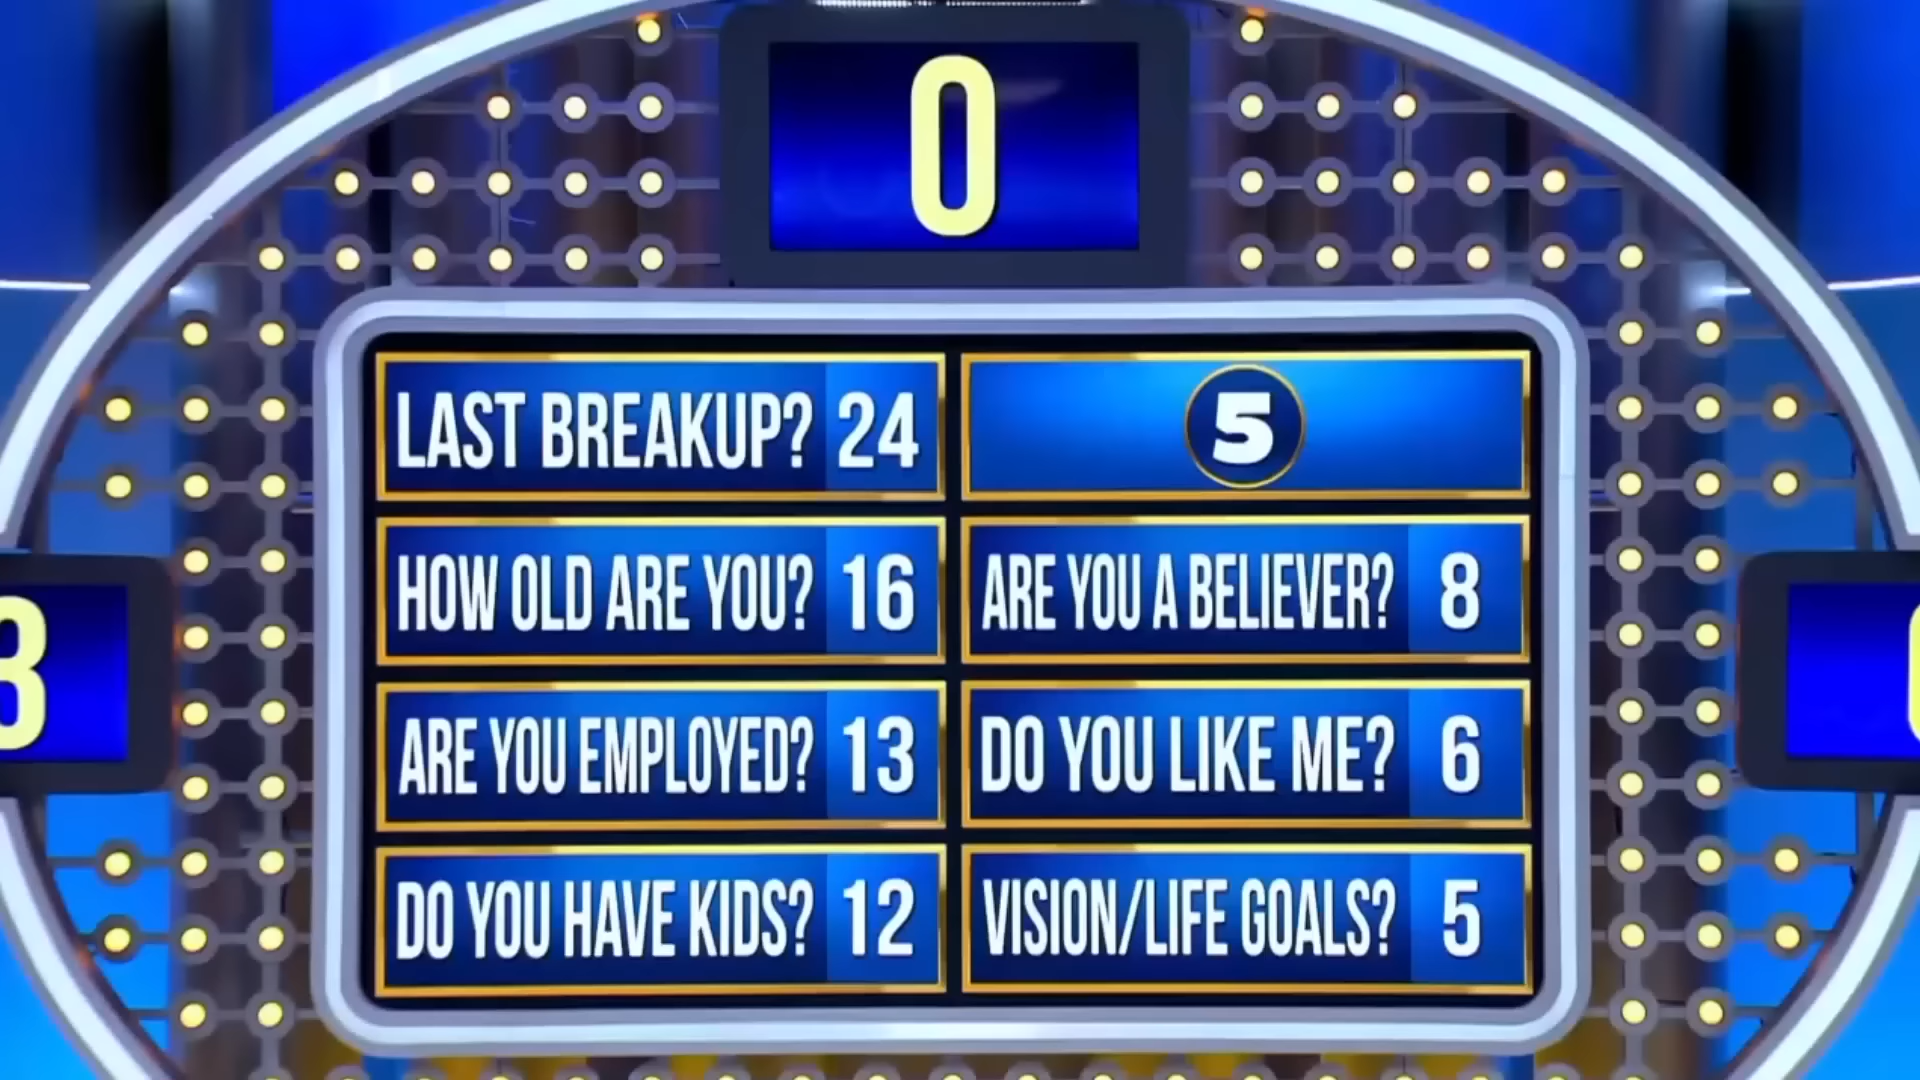 0
LAST BREAKUP? 24
HOW OLD ARE YOU? 16
ARE YOU EMPLOYED? 13
DO YOU HAVE KIDS? 12
5
ARE YOU A BELIEVER? 8
DO YOU LIKE ME? 6
VISION/LIFE GOALS? 5
3